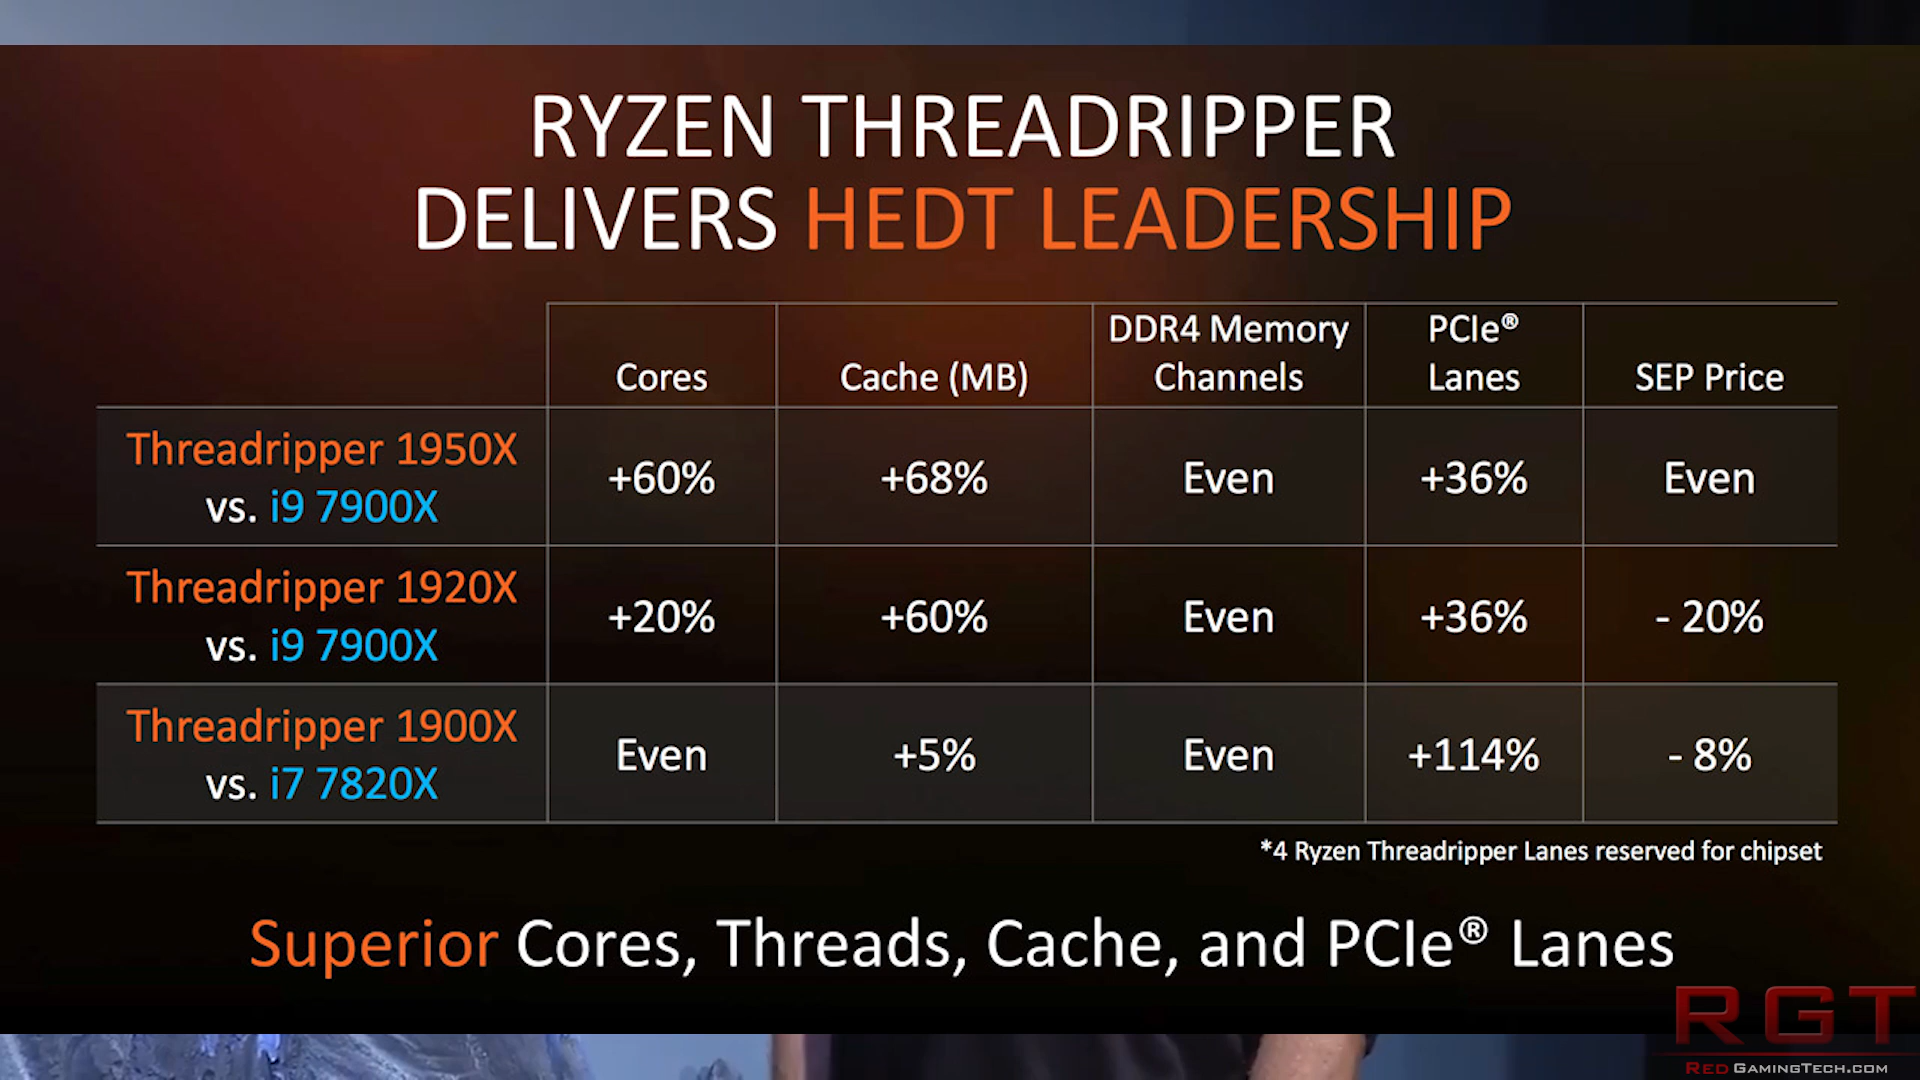 RYZEN THREADRIPPER
DELIVERS HEDT LEADERSHIP
Cores
Cache (MB)
DDR4 Memory
Channels
PCIe®
Lanes
SEP Price
Threadripper 1950X
vs. i9 7900X
+60%
+68%
Even
+36%
Even
Threadripper 1920X
vs. i9 7900X
+20%
+60%
Even
+36%
- 20%
Threadripper 1900X
vs. i7 7820X
Even
+5%
Even
+114%
- 8%
*4 Ryzen Threadripper Lanes reserved for chipset
Superior Cores, Threads, Cache, and PCIe® Lanes
RGT
REDGAMINGTECH.COM